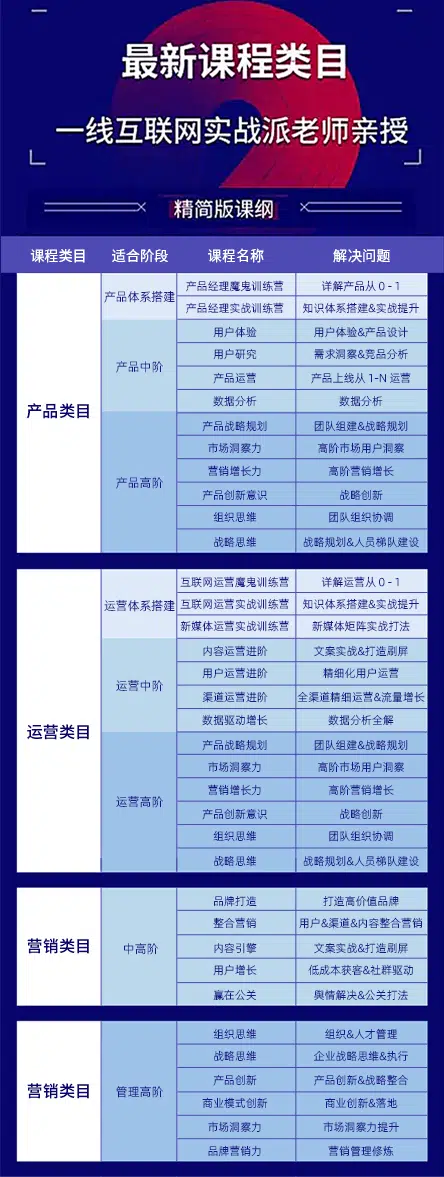 最新课程类目
一线互联网实战派老师亲授
精简版课纲
课程类目 适合阶段 课程名称 解决问题
产品类目
产品体系搭建
产品经理魔鬼训练营 详解产品从0-1
产品经理实战训练营 知识体系搭建&实战提升
产品中阶
用户体验 用户体验&产品设计
用户研究 需求洞察&竞品分析
产品运营 产品上线从1-N运营
数据分析 数据分析
产品高阶
产品战略规划 团队组建&战略规划
市场洞察力 高阶市场用户洞察
营销增长力 高阶营销增长
产品创新意识 战略创新
组织思维 团队组织协调
战略思维 战略规划&人员梯队建设
运营类目
运营体系搭建
互联网运营魔鬼训练营 详解运营从0-1
互联网运营实战训练营 知识体系搭建&实战提升
新媒体运营实战训练营 新媒体矩阵实战打法
运营中阶
内容运营进阶 文案实战&打造刷屏
用户运营进阶 精细化用户运营
渠道运营进阶 全渠道精细运营&流量增长
数据驱动增长 数据分析全解
运营高阶
产品战略规划 团队组建&战略规划
市场洞察力 高阶市场用户洞察
营销增长力 高阶营销增长
产品创新意识 战略创新
组织思维 团队组织协调
战略思维 战略规划&人员梯队建设
营销类目
中高阶
品牌打造 打造高价值品牌
整合营销 用户&渠道&内容整合营销
内容引擎 文案实战&打造刷屏
用户增长 低成本获客&社群驱动
赢在公关 舆情解决&公关打法
营销类目
管理高阶
组织思维 组织&人才管理
战略思维 企业战略思维&执行
产品创新 产品创新&战略整合
商业模式创新 商业创新&落地
市场洞察力 市场洞察力提升
品牌营销力 营销管理修炼